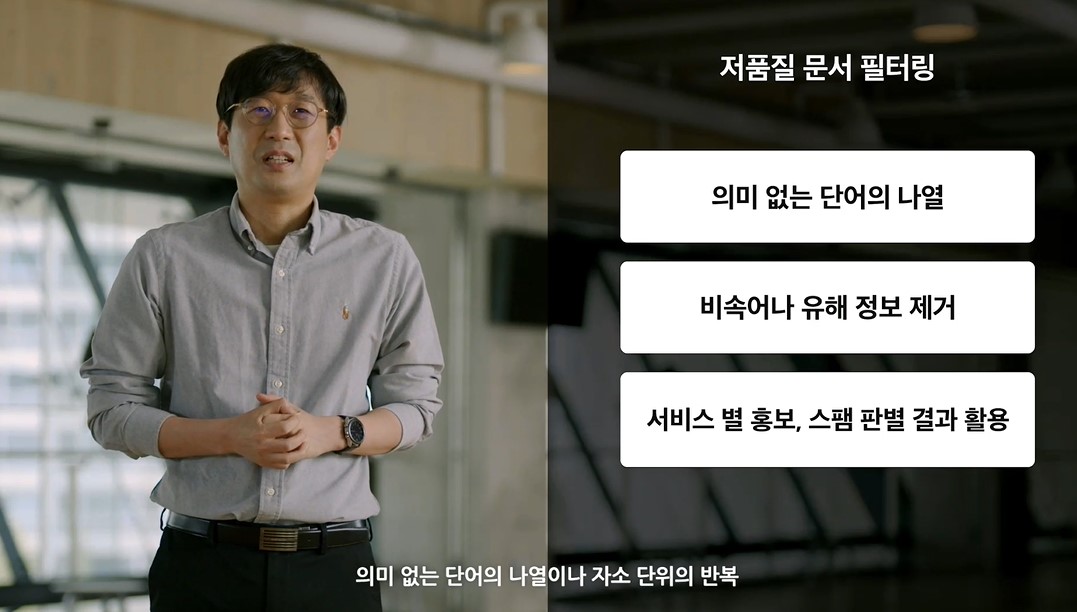 저품질 문서 필터링
의미 없는 단어의 나열
비속어나 유해 정보 제거
서비스 별 홍보, 스팸 판별 결과 활용
의미 없는 단어의 나열이나 자소 단위의 반복